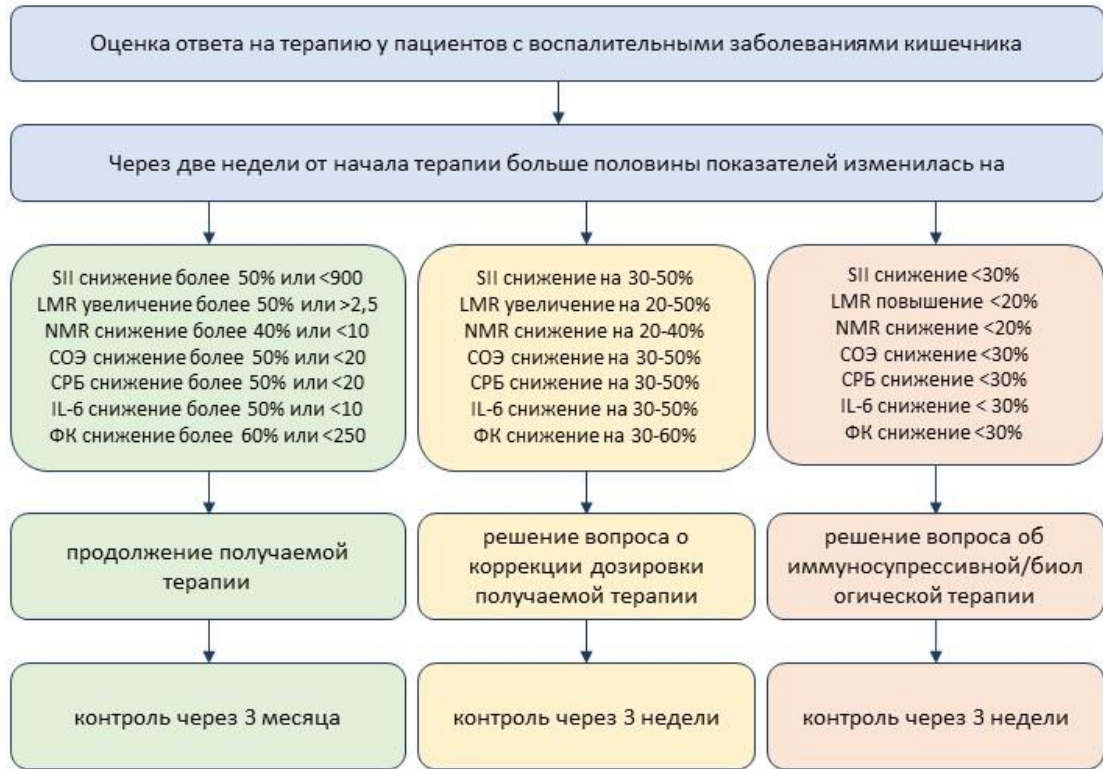 Оценка ответа на терапию у пациентов с воспалительными заболеваниями кишечника
Через две недели от начала терапии больше половины показателей изменилась на
SII снижение более 50% или <900
LMR увеличение более 50% или >2,5
NMR снижение более 40% или <10
СОЭ снижение более 50% или <20
СРБ снижение более 50% или <20
IL-6 снижение более 50% или <10
ФК снижение более 60% или <250
SII снижение на 30-50%
LMR увеличение на 20-50%
NMR снижение на 20-40%
СОЭ снижение на 30-50%
СРБ снижение на 30-50%
IL-6 снижение на 30-50%
ФК снижение на 30-60%
SII снижение <30%
LMR повышение <20%
NMR снижение <20%
СОЭ снижение <30%
СРБ снижение <30%
IL-6 снижение < 30%
ФК снижение <30%
продолжение получаемой
терапии
решение вопроса о
коррекции дозировки
получаемой терапии
решение вопроса об
иммуносупрессивной/биол
огической терапии
контроль через 3 месяца
контроль через 3 недели
контроль через 3 недели